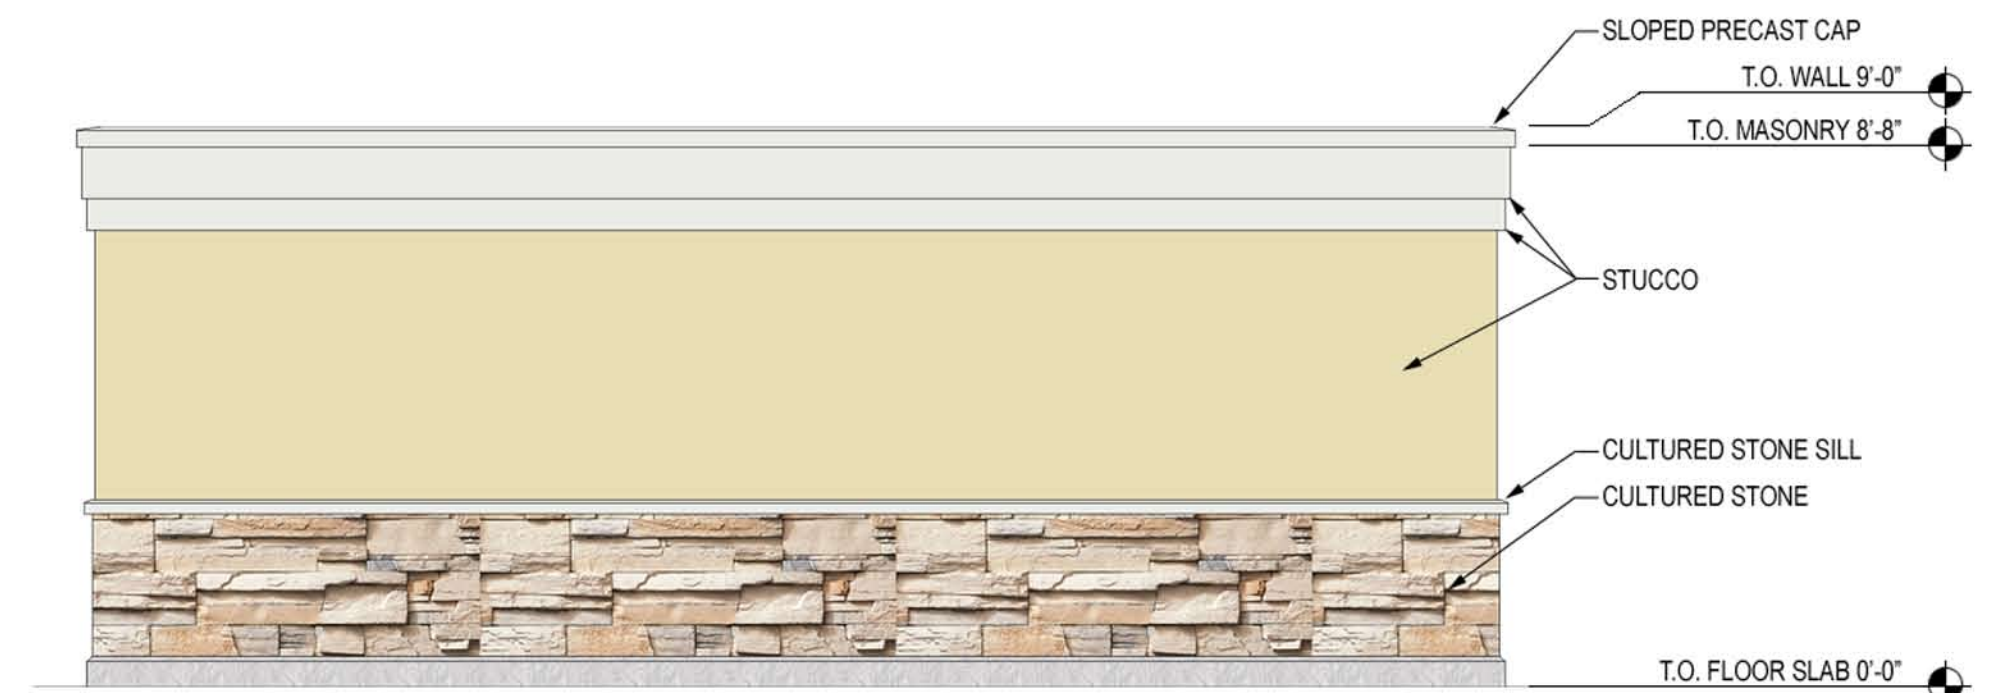 SLOPED PRECAST CAP
T.O. WALL 9'-0"
T.O. MASONRY 8'-8"
STUCCO
CULTURED STONE SILL
CULTURED STONE
T.O. FLOOR SLAB 0'-0"